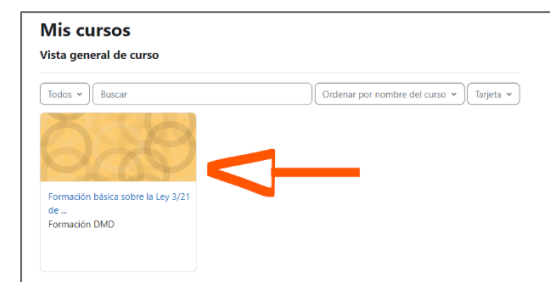 Mis cursos
Vista general de curso
Todos
Buscar
Ordenar por nombre del curso
Tarjeta
Formación básica sobre la Ley 3/21
de ...
Formación DMD